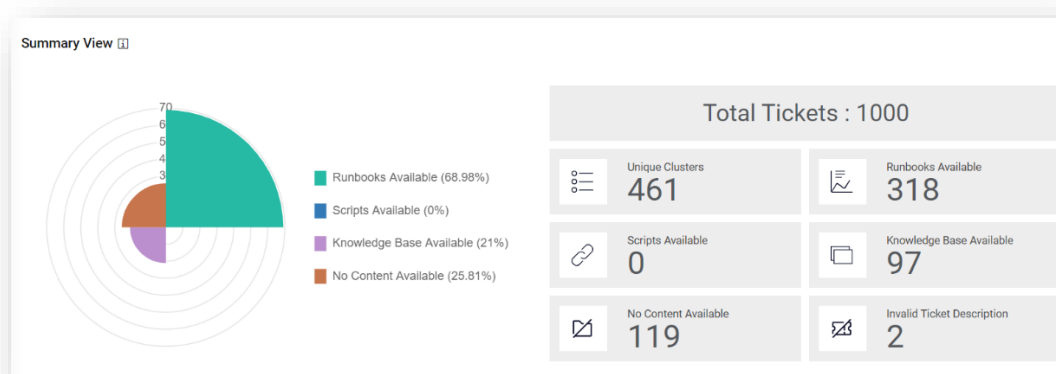 Summary View
70
6
5
4
3
Runbooks Available (68.98%)
Scripts Available (0%)
Knowledge Base Available (21%)
No Content Available (25.81%)
Total Tickets : 1000
Unique Clusters
461
Runbooks Available
318
Scripts Available
0
Knowledge Base Available
97
No Content Available
119
Invalid Ticket Description
2